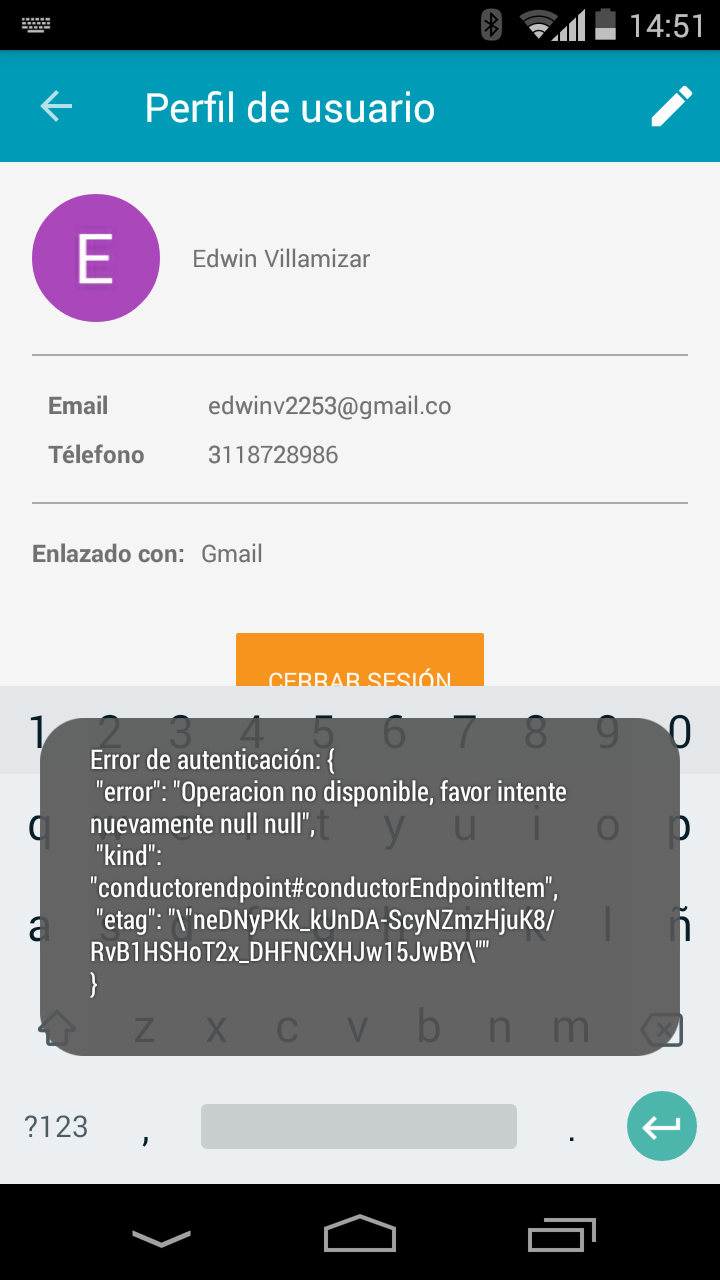 14:51
Perfil de usuario
E
Edwin Villamizar
Email edwinv2253@gmail.co
Télefono 3118728986
Enlazado con: Gmail
CERRAR SESIÓN
1 2 3 4 5 6 7 8 9 0
Error de autenticación: {
"error": "Operacion no disponible, favor intente
nuevamente null null",
"kind":
"conductorendpoint#conductorEndpointItem",
"etag": "\"neDNyPKk_kUnDA-ScyNZmzHjuK8/
RvB1HSHoT2x_DHFNCXHJw15JwBY\""
}
q t y u i o p
a k l ñ
z x c v b n m
?123 , .